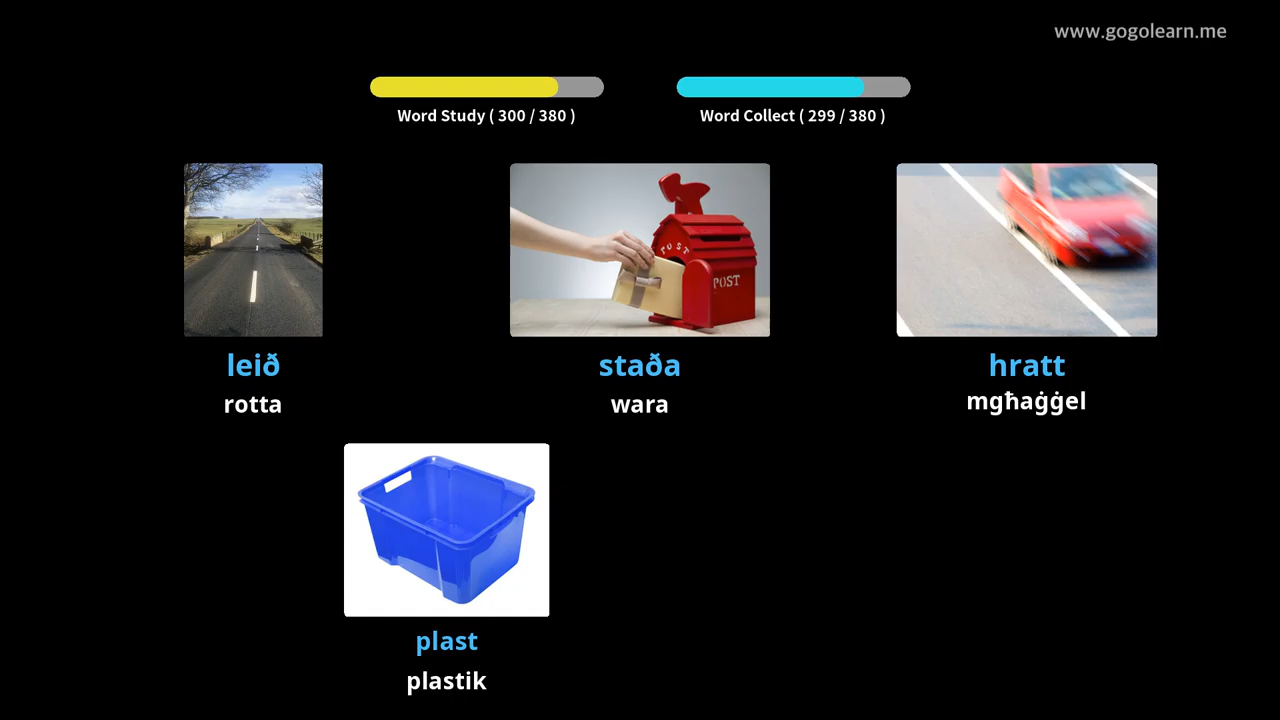 www.gogolearn.me
Word Study ( 300 / 380 )
Word Collect ( 299 / 380 )
POST
POST
leið
staða
hratt
rotta
wara
mgħaġġel
plast
plastik